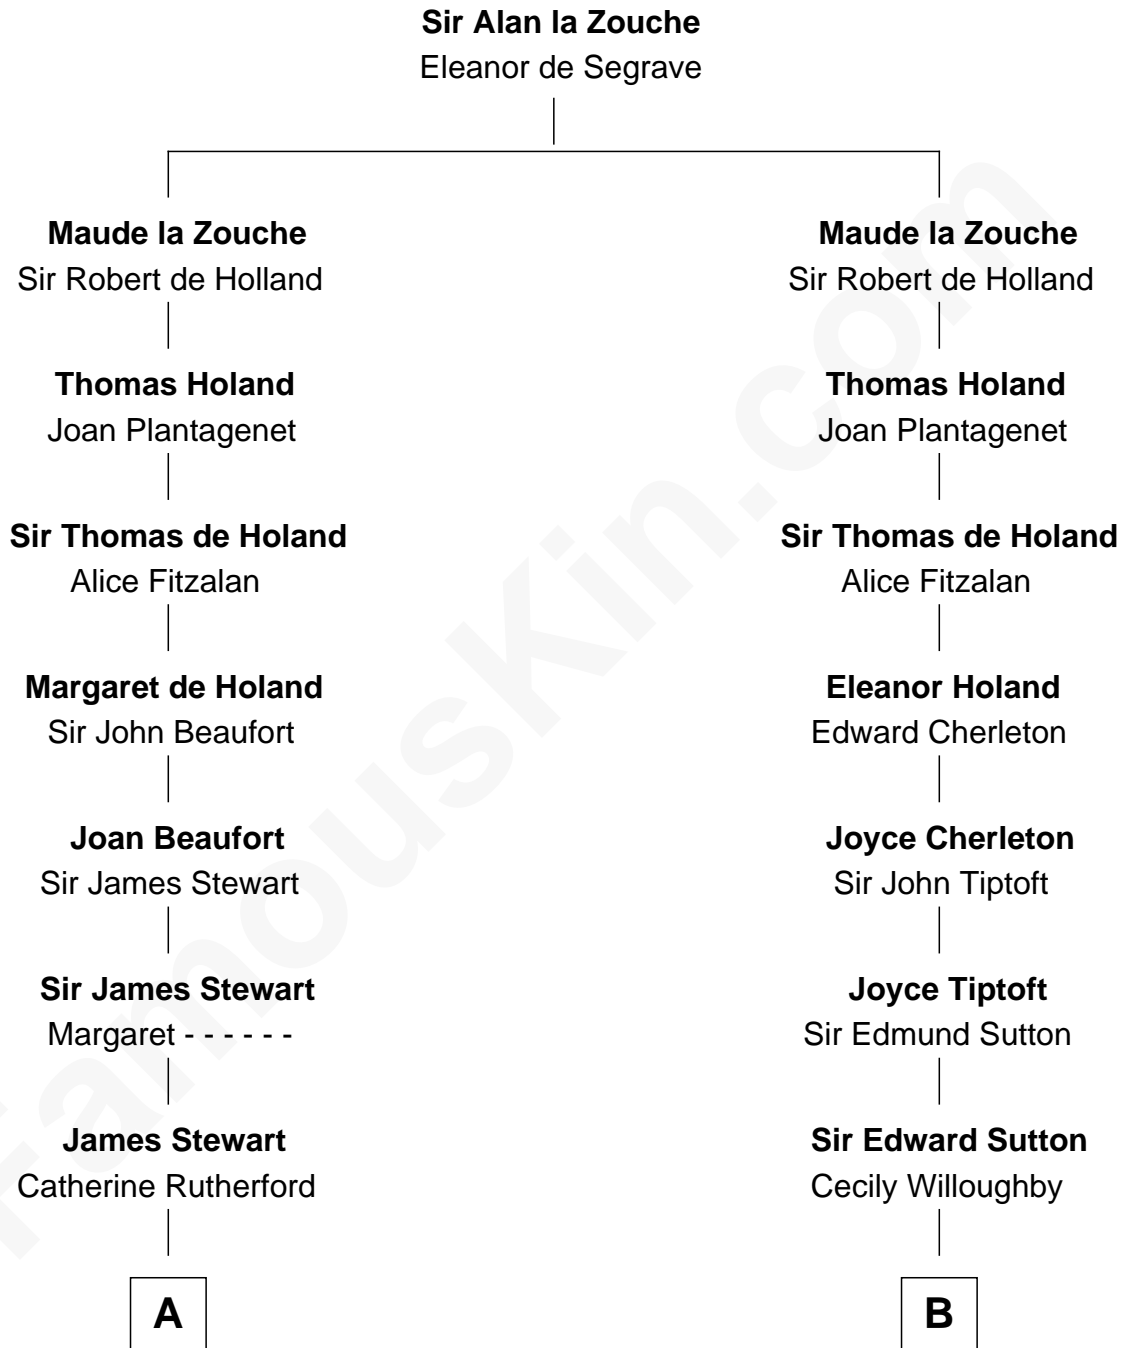 Sir Alan la Zouche
Eleanor de Segrave
Maude la Zouche
Sir Robert de Holland
Maude la Zouche
Sir Robert de Holland
Thomas Holand
Joan Plantagenet
Thomas Holand
Joan Plantagenet
Sir Thomas de Holand
Alice Fitzalan
Sir Thomas de Holand
Alice Fitzalan
Margaret de Holand
Sir John Beaufort
Eleanor Holand
Edward Cherleton
Joan Beaufort
Sir James Stewart
Joyce Cherleton
Sir John Tiptoft
Sir James Stewart
Margaret - - - - - -
Joyce Tiptoft
Sir Edmund Sutton
James Stewart
Catherine Rutherford
Sir Edward Sutton
Cecily Willoughby
A
B
FamousKin.com